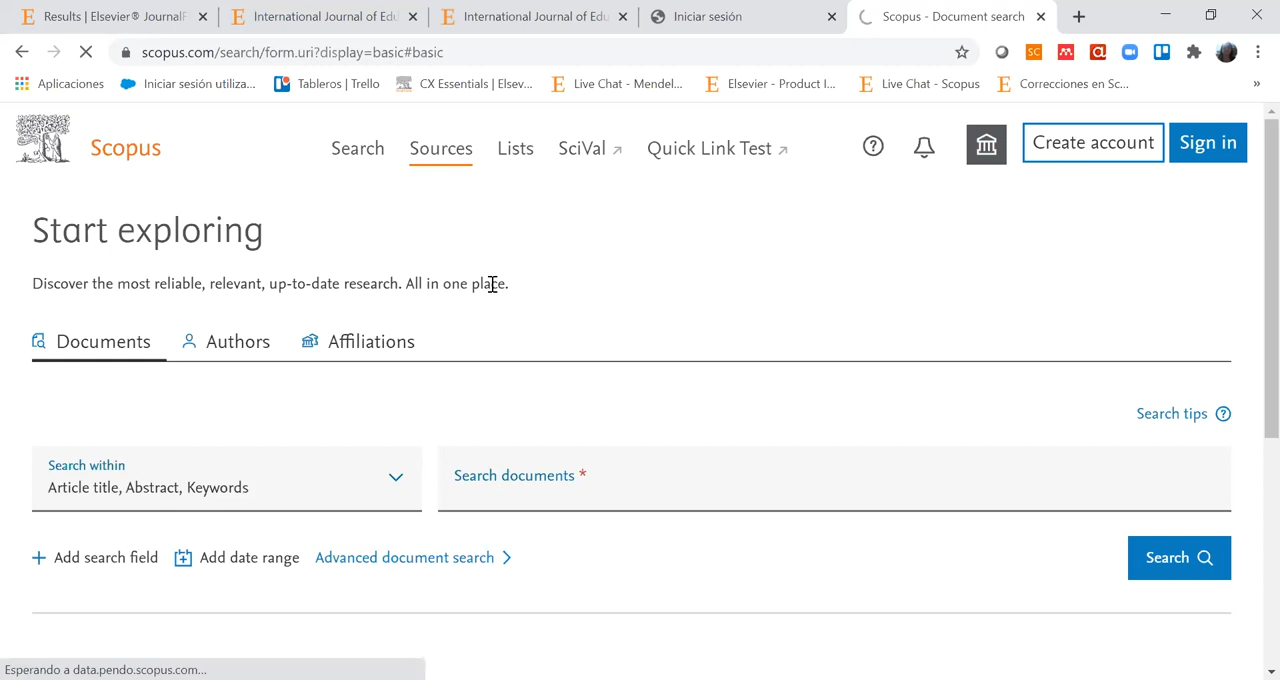 Results | Elsevier® JournalF
International Journal of Edu
International Journal of Edu
Iniciar sesión
Scopus - Document search
scopus.com/search/form.uri?display=basic#basic
SC
Aplicaciones
Iniciar sesión utiliza...
Tableros | Trello
CX Essentials | Elsev...
Live Chat - Mendel...
Elsevier - Product I...
Live Chat - Scopus
Correcciones en Sc...
»
Scopus
Search
Sources
Lists
SciVal
Quick Link Test
Create account
Sign in
Start exploring
Discover the most reliable, relevant, up-to-date research. All in one place.
Documents
Authors
Affiliations
Search tips
Search within
Article title, Abstract, Keywords
Search documents *
Add search field
Add date range
Advanced document search
Search
Esperando a data.pendo.scopus.com...